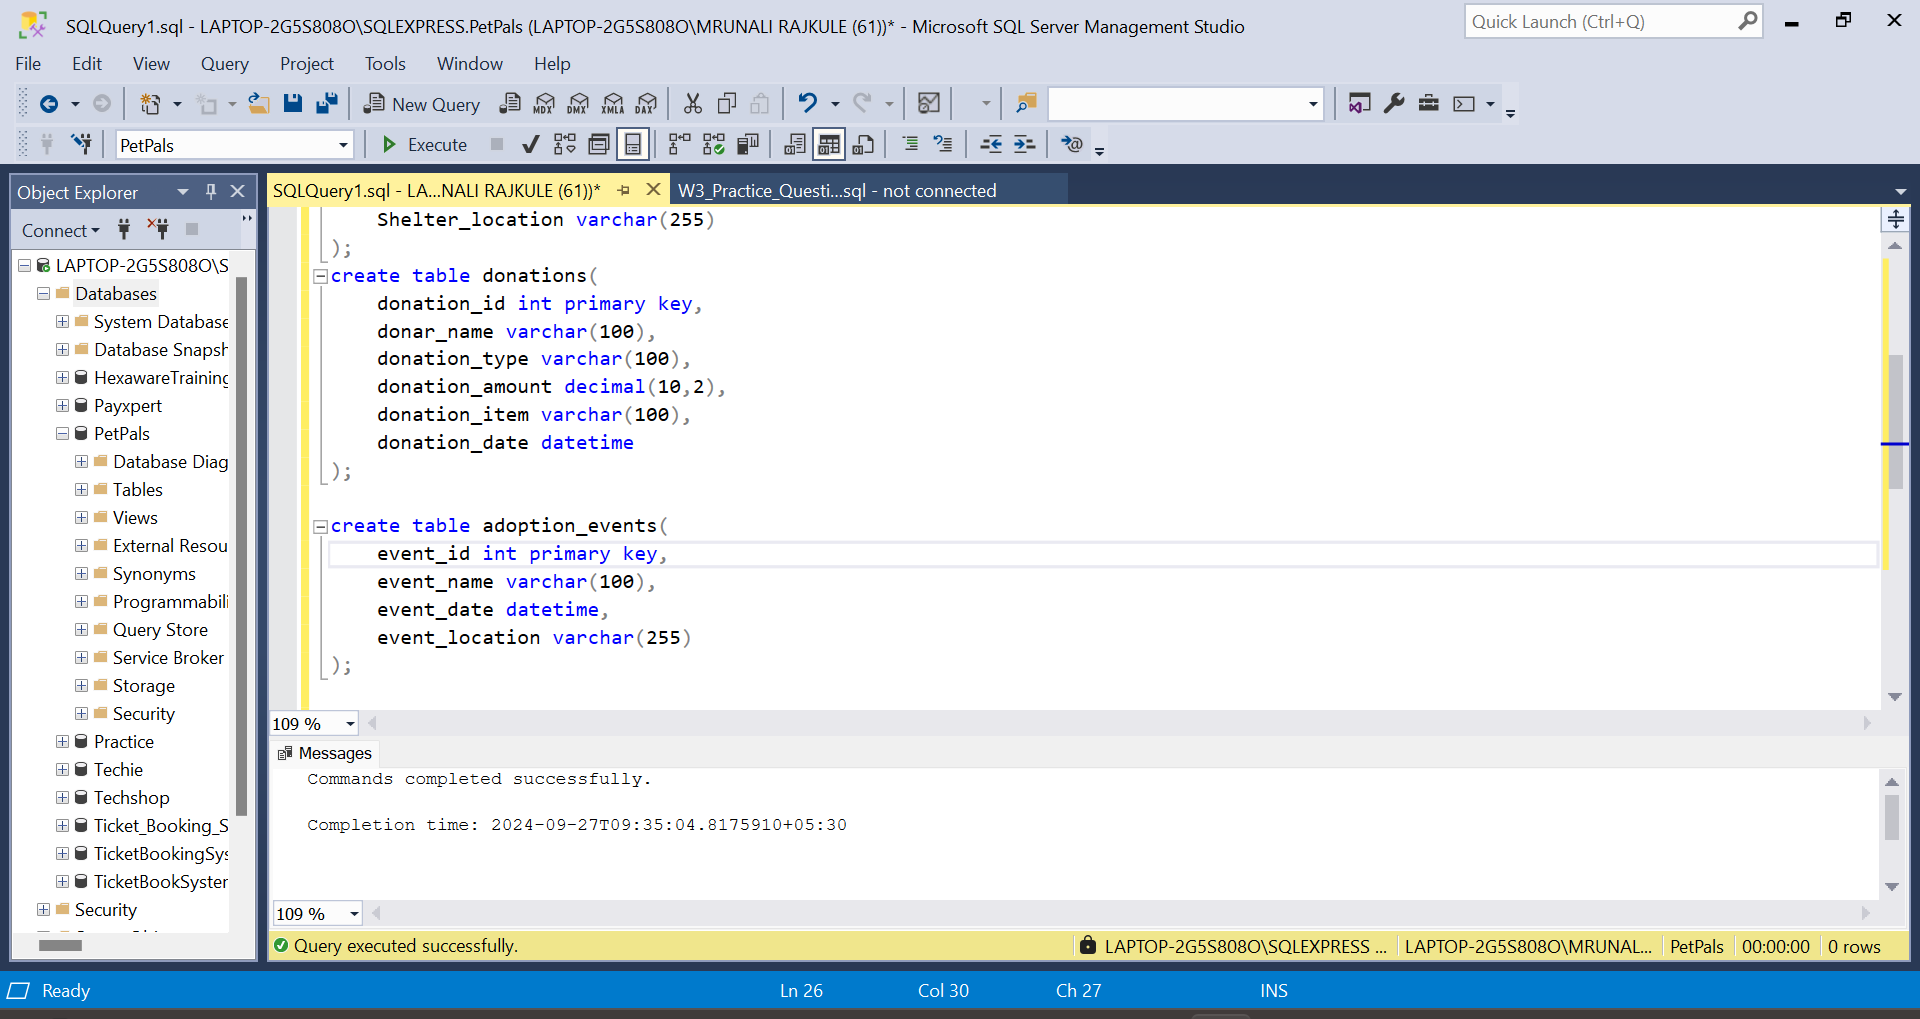 SQLQuery1.sql - LAPTOP-2G5S808O\SQLEXPRESS.PetPals (LAPTOP-2G5S808O\MRUNALI RAJKULE (61))* - Microsoft SQL Server Management Studio
Quick Launch (Ctrl+Q)
File Edit View Query Project Tools Window Help
New Query MDX DMX XMLA DAX
PetPals Execute
Object Explorer
SQLQuery1.sql - LA...NALI RAJKULE (61))* W3_Practice_Questi...sql - not connected
Connect
LAPTOP-2G5S808O\S
Databases
System Database
Database Snapsh
HexawareTraining
Payxpert
PetPals
Database Diag
Tables
Views
External Resou
Synonyms
Programmabili
Query Store
Service Broker
Storage
Security
Practice
Techie
Techshop
Ticket_Booking_S
TicketBookingSys
TicketBookSystem
Security
Shelter_location varchar(255)
);
create table donations(
donation_id int primary key,
donar_name varchar(100),
donation_type varchar(100),
donation_amount decimal(10,2),
donation_item varchar(100),
donation_date datetime
);
create table adoption_events(
event_id int primary key,
event_name varchar(100),
event_date datetime,
event_location varchar(255)
);
109 %
Messages
Commands completed successfully.
Completion time: 2024-09-27T09:35:04.8175910+05:30
109 %
Query executed successfully. LAPTOP-2G5S808O\SQLEXPRESS ... LAPTOP-2G5S808O\MRUNAL... PetPals 00:00:00 0 rows
Ready Ln 26 Col 30 Ch 27 INS